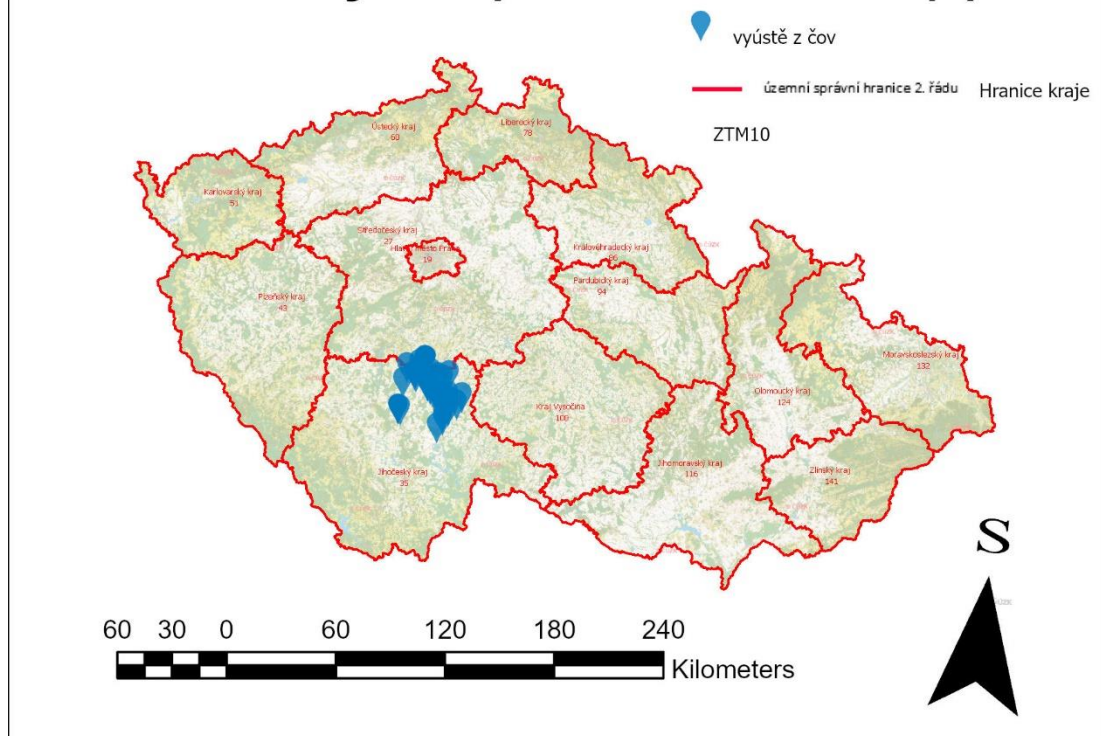 vyústě z čov
územní správní hranice 2. řádu Hranice kraje
ZTM10
Ústecký kraj
60
Liberecký kraj
78
Karlovarský kraj
51
Středočeský kraj
27
Hlavní město Praha
19
Královéhradecký kraj
86
Pardubický kraj
94
Plzeňský kraj
43
Moravskoslezský kraj
132
Olomoucký kraj
124
Kraj Vysočina
108
Jihočeský kraj
35
Jihomoravský kraj
116
Zlínský kraj
141
S
60 30 0 60 120 180 240
Kilometers